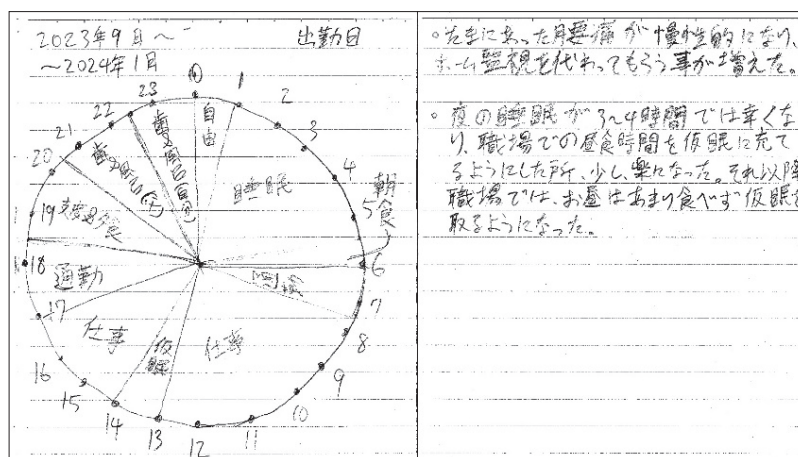 2023年9月〜
〜2024年1月
出勤日
0
1
2
3
4
5
6
7
8
9
10
11
12
13
14
15
16
17
18
19
20
21
22
23
自由
睡眠
朝食
仕事
仮眠
仕事
通勤
。たまにあった腰痛が慢性的になり、
ホーム監視を代わってもらう事が増えた。
。夜の睡眠が3〜4時間では辛くな
り、職場での昼食時間を仮眠に充て
るようにした所、少し、楽になった。それ以降
職場では、お昼はあまり食べず仮眠を
取るようになった。